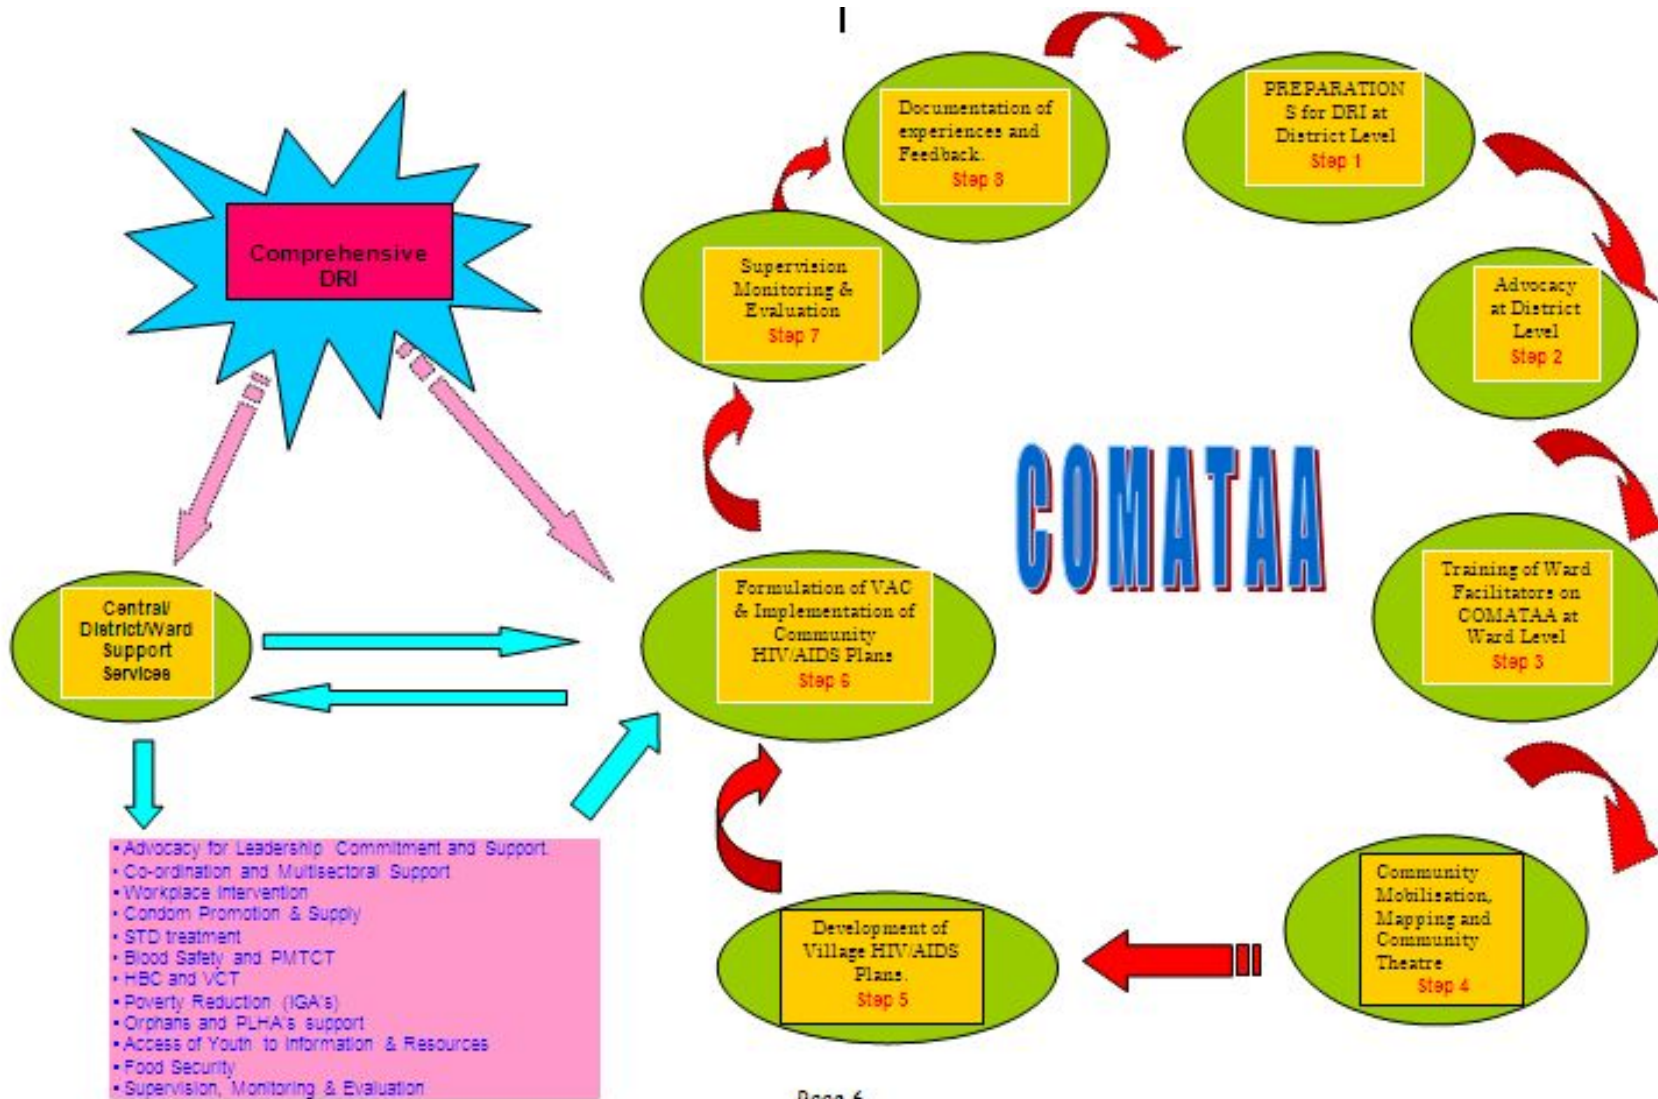 I
Documentation of
experiences and
Feedback.
Step 8
PREPARATION
S for DRI at
District Level
Step 1
Advocacy
at District
Level
Step 2
Training of Ward
Facilitators on
COMATAA at
Ward Level
Step 3
Community
Mobilisation,
Mapping and
Community
Theatre
Step 4
Development of
Village HIV/AIDS
Plans.
Step 5
Formulation of VAC
& Implementation of
Community
HIV/AIDS Plans
Step 6
Supervision
Monitoring &
Evaluation
Step 7
COMATAA
Comprehensive
DRI
Central/
District/Ward
Support
Services
▪ Advocacy for Leadership Commitment and Support.
▪ Co-ordination and Multisectoral Support
▪ Workplace Intervention
▪ Condom Promotion & Supply
▪ STD treatment
▪ Blood Safety and PMTCT
▪ HBC and VCT
▪ Poverty Reduction (IGA's)
▪ Orphans and PLHA's support
▪ Access of Youth to Information & Resources
▪ Food Security
▪ Supervision, Monitoring & Evaluation
Page 6